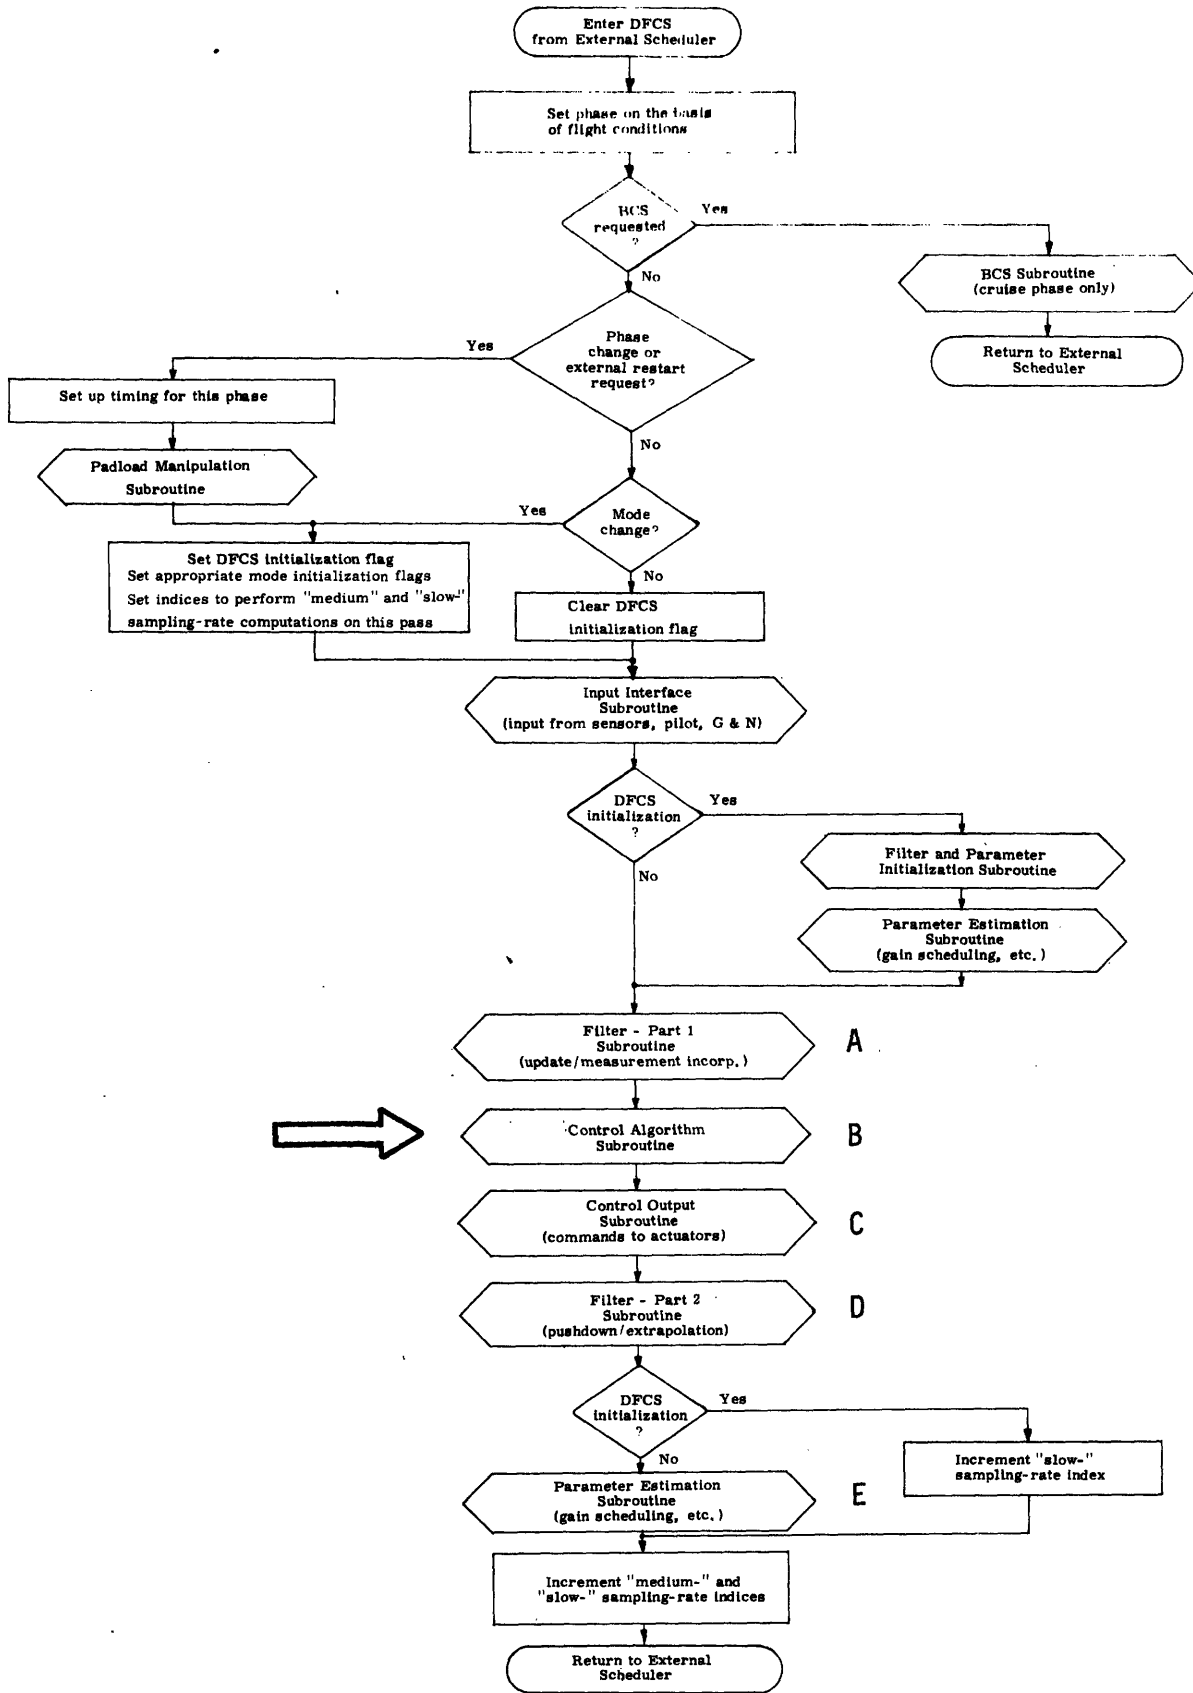 Enter DFCS
from External Scheduler
Set phase on the basis
of flight conditions
BCS
requested
?
Yes
No
BCS Subroutine
(cruise phase only)
Return to External
Scheduler
Phase
change or
external restart
request?
Yes
No
Set up timing for this phase
Padload Manipulation
Subroutine
Mode
change?
Yes
No
Set DFCS initialization flag
Set appropriate mode initialization flags
Set indices to perform "medium" and "slow-"
sampling-rate computations on this pass
Clear DFCS
initialization flag
Input Interface
Subroutine
(input from sensors, pilot, G & N)
DFCS
initialization
?
Yes
No
Filter and Parameter
Initialization Subroutine
Parameter Estimation
Subroutine
(gain scheduling, etc.)
Filter - Part 1
Subroutine
(update/measurement incorp.)
A
Control Algorithm
Subroutine
B
Control Output
Subroutine
(commands to actuators)
C
Filter - Part 2
Subroutine
(pushdown/extrapolation)
D
DFCS
initialization
?
Yes
No
Increment "slow-"
sampling-rate index
Parameter Estimation
Subroutine
(gain scheduling, etc.)
E
Increment "medium-" and
"slow-" sampling-rate indices
Return to External
Scheduler